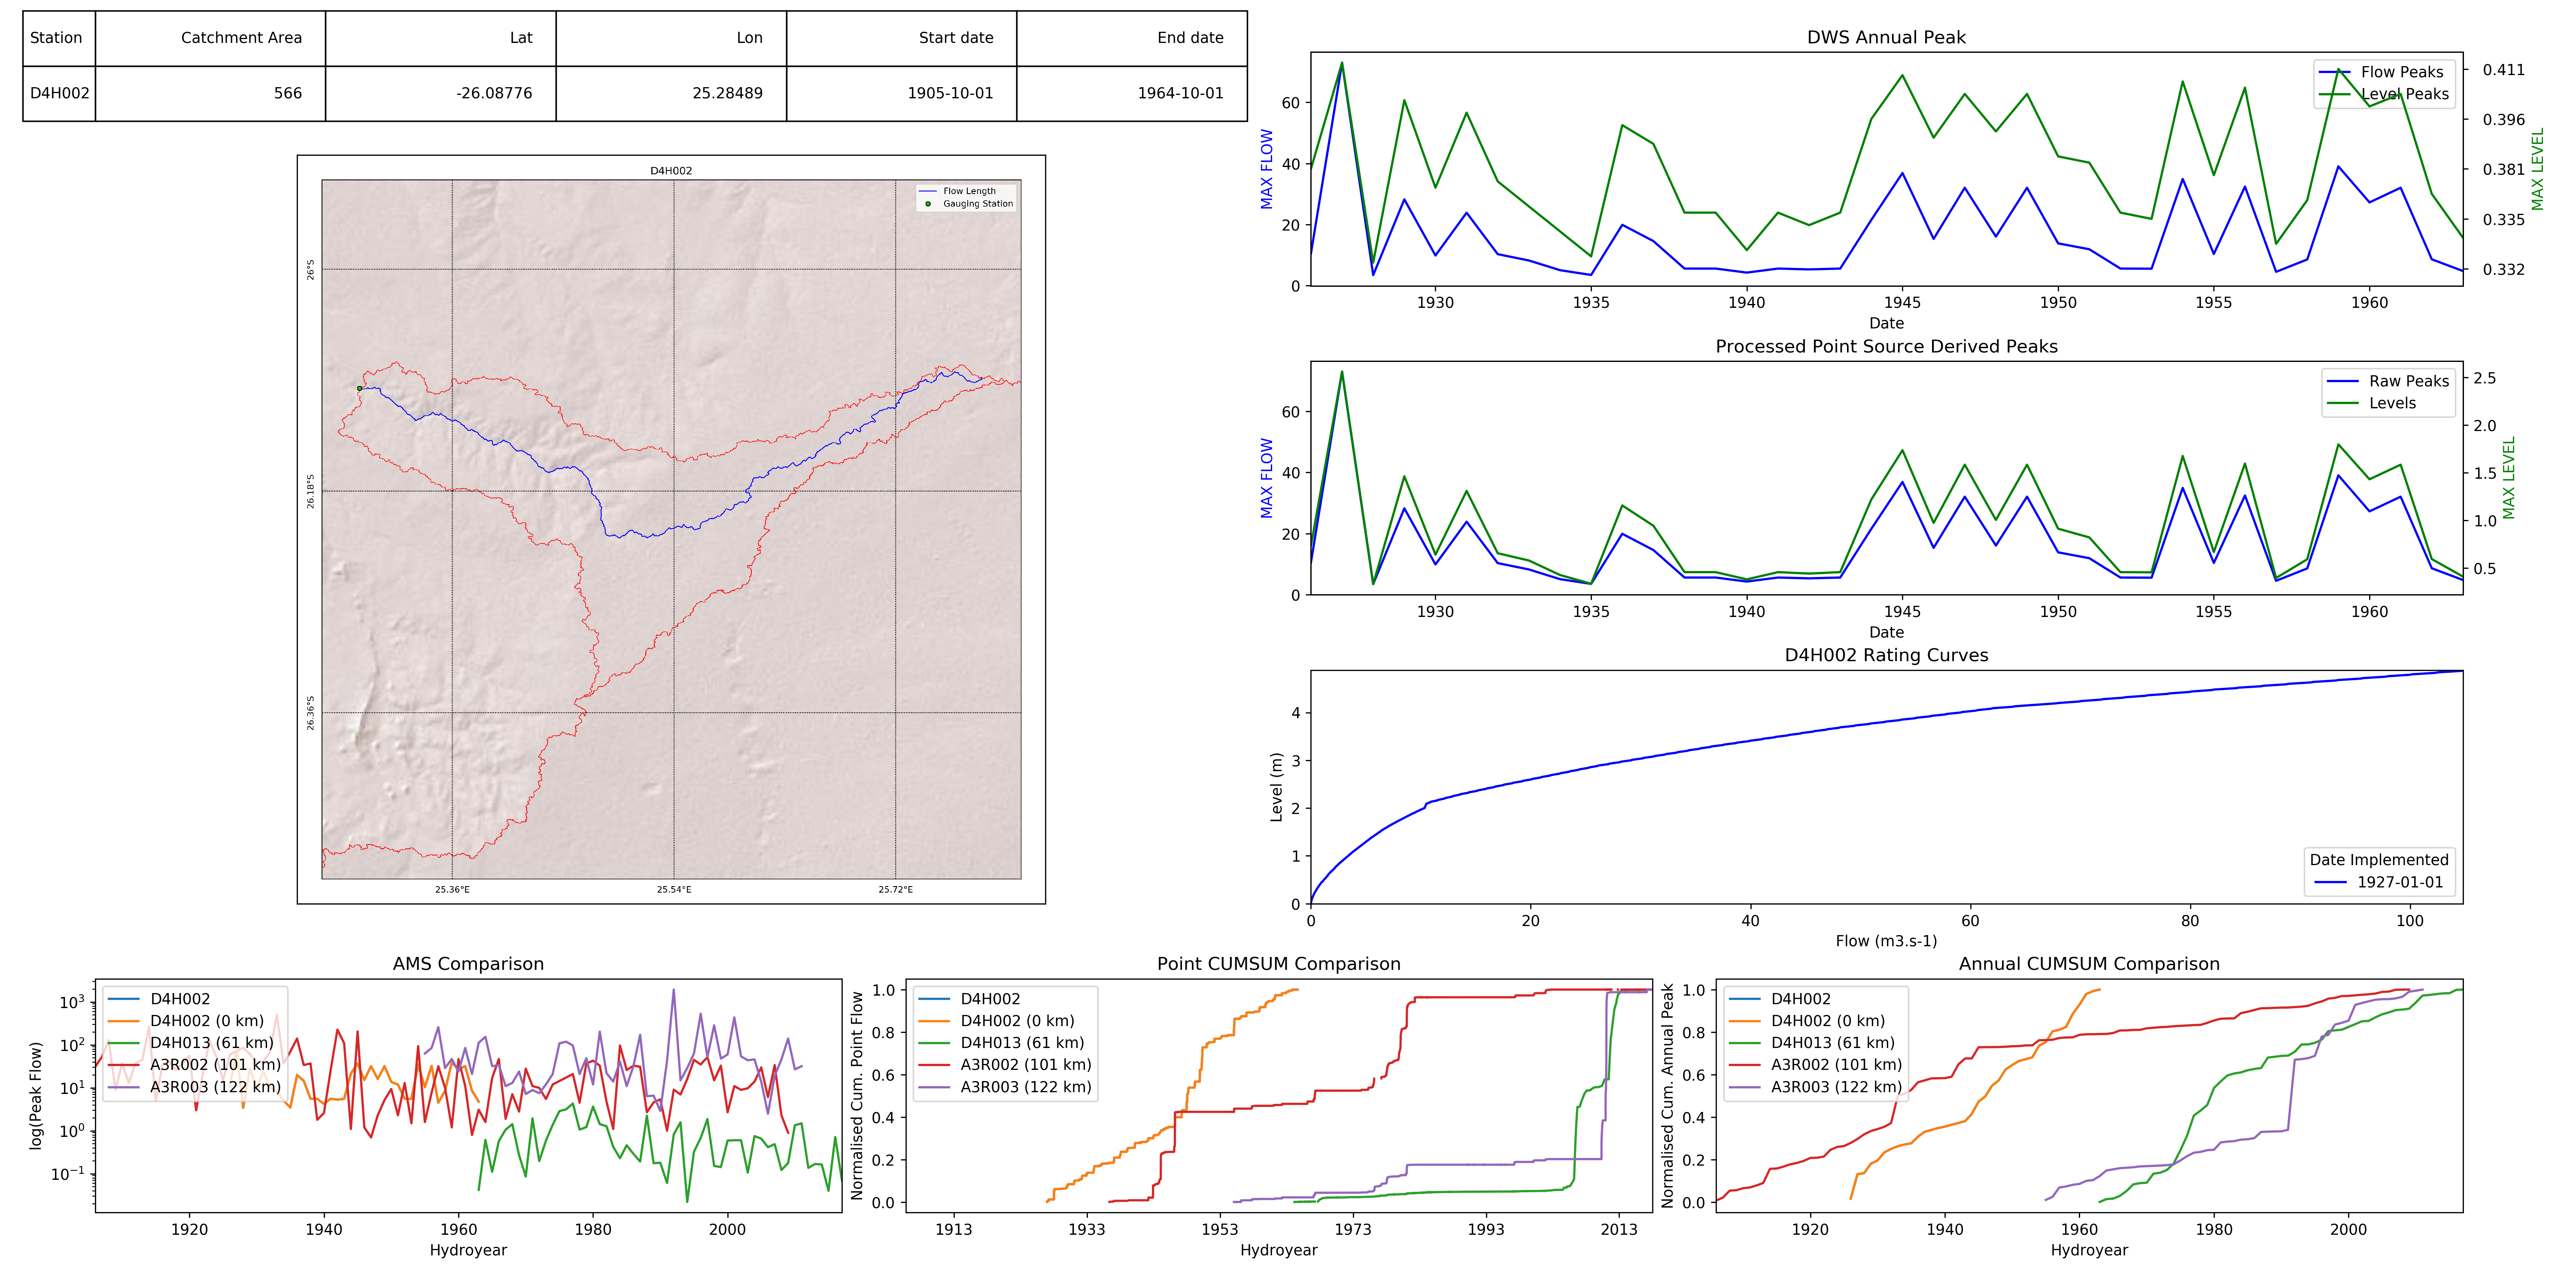 Station Catchment Area Lat Lon Start date End date
D4H002 566 -26.08776 25.28489 1905-10-01 1964-10-01
D4H002
Flow Length
Gauging Station
26°S
26.18°S
26.36°S
25.36°E 25.54°E 25.72°E
DWS Annual Peak
Flow Peaks
Level Peaks
MAX FLOW
60
40
20
0
0.411
0.396
0.381
0.335
0.332
MAX LEVEL
1930 1935 1940 1945 1950 1955 1960
Date
Processed Point Source Derived Peaks
Raw Peaks
Levels
MAX FLOW
60
40
20
0
2.5
2.0
1.5
1.0
0.5
MAX LEVEL
1930 1935 1940 1945 1950 1955 1960
Date
D4H002 Rating Curves
Level (m)
4
3
2
1
0
Date Implemented
1927-01-01
0 20 40 60 80 100
Flow (m3.s-1)
AMS Comparison
log(Peak Flow)
10³
10²
10¹
10⁰
10⁻¹
D4H002
D4H002 (0 km)
D4H013 (61 km)
A3R002 (101 km)
A3R003 (122 km)
1920 1940 1960 1980 2000
Hydroyear
Point CUMSUM Comparison
Normalised Cum. Point Flow
1.0
0.8
0.6
0.4
0.2
0.0
D4H002
D4H002 (0 km)
D4H013 (61 km)
A3R002 (101 km)
A3R003 (122 km)
1913 1933 1953 1973 1993 2013
Hydroyear
Annual CUMSUM Comparison
Normalised Cum. Annual Peak
1.0
0.8
0.6
0.4
0.2
0.0
D4H002
D4H002 (0 km)
D4H013 (61 km)
A3R002 (101 km)
A3R003 (122 km)
1920 1940 1960 1980 2000
Hydroyear